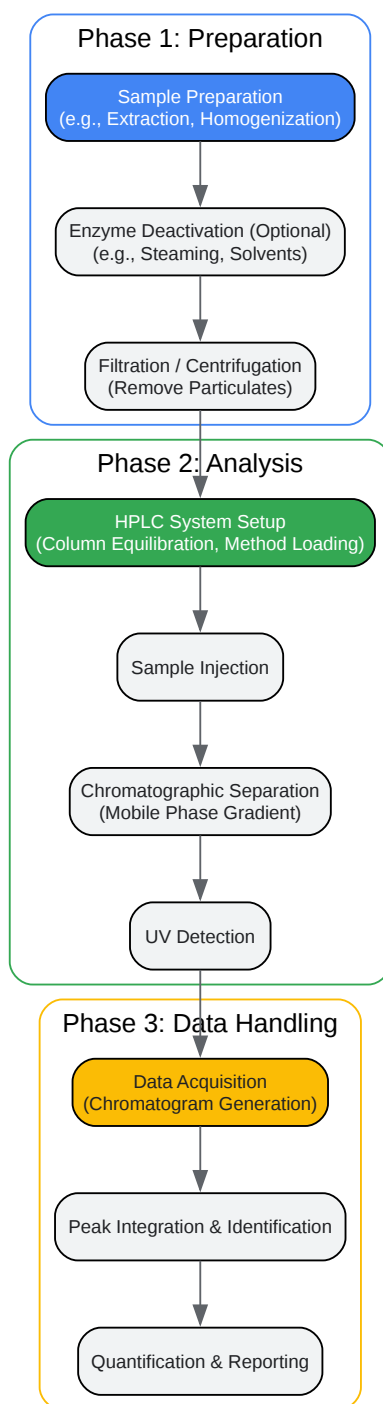 Phase 1: Preparation
Sample Preparation
(e.g., Extraction, Homogenization)
Enzyme Deactivation (Optional)
(e.g., Steaming, Solvents)
Filtration / Centrifugation
(Remove Particulates)
Phase 2: Analysis
HPLC System Setup
(Column Equilibration, Method Loading)
Sample Injection
Chromatographic Separation
(Mobile Phase Gradient)
UV Detection
Phase 3: Data Handling
Data Acquisition
(Chromatogram Generation)
Peak Integration & Identification
Quantification & Reporting